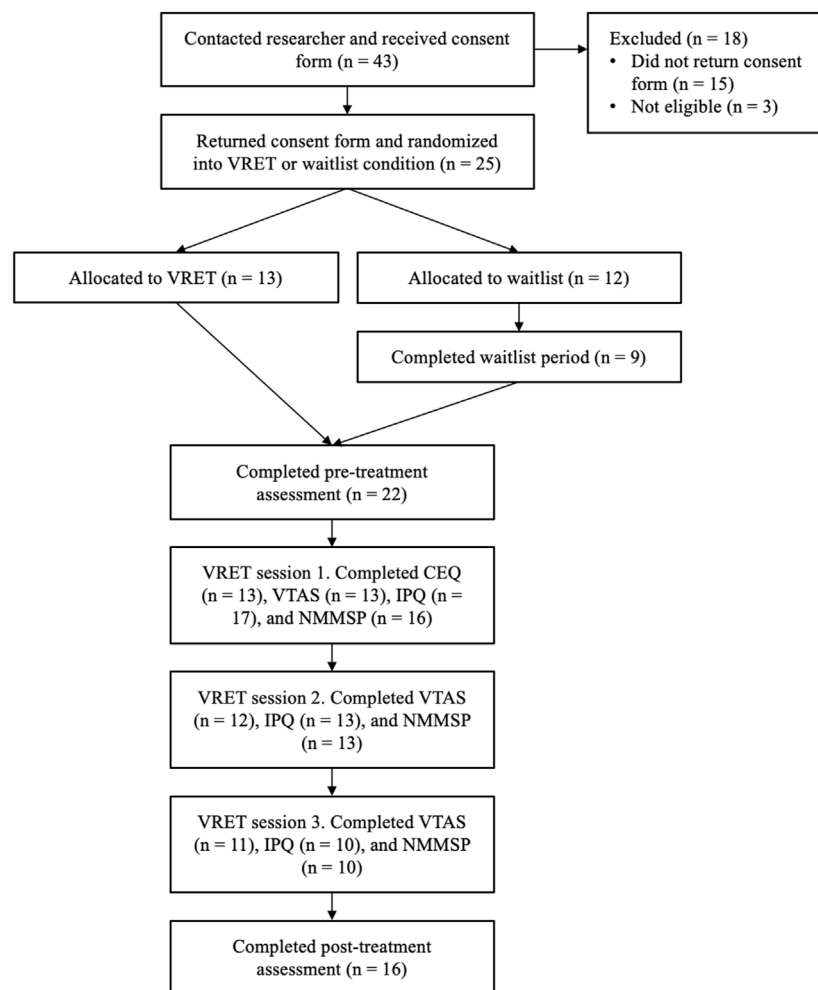 Contacted researcher and received consent
form (n = 43)
Excluded (n = 18)
• Did not return consent
form (n = 15)
• Not eligible (n = 3)
Returned consent form and randomized
into VRET or waitlist condition (n = 25)
Allocated to VRET (n = 13)
Allocated to waitlist (n = 12)
Completed waitlist period (n = 9)
Completed pre-treatment
assessment (n = 22)
VRET session 1. Completed CEQ
(n = 13), VTAS (n = 13), IPQ (n =
17), and NMMSP (n = 16)
VRET session 2. Completed VTAS
(n = 12), IPQ (n = 13), and NMMSP
(n = 13)
VRET session 3. Completed VTAS
(n = 11), IPQ (n = 10), and NMMSP
(n = 10)
Completed post-treatment
assessment (n = 16)